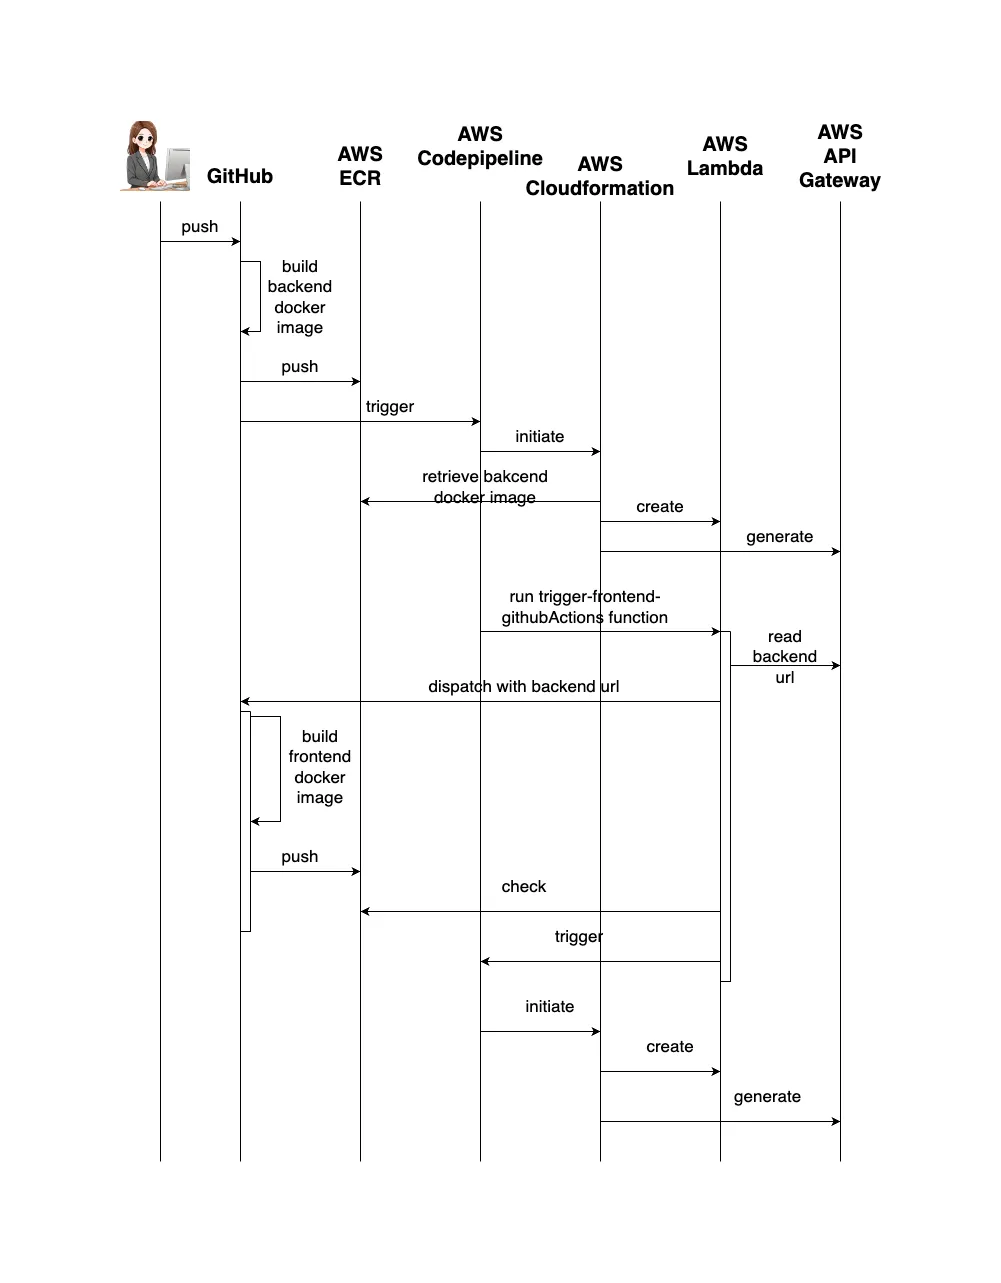 GitHub
AWS
ECR
AWS
Codepipeline
AWS
Cloudformation
AWS
Lambda
AWS
API
Gateway
push
build
backend
docker
image
push
trigger
initiate
retrieve bakcend
docker image
create
generate
run trigger-frontend-
githubActions function
read
backend
url
dispatch with backend url
build
frontend
docker
image
push
check
trigger
initiate
create
generate